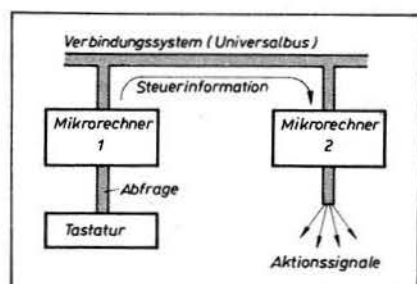 Verbindungssystem (Universalbus)
Steuerinformation
Mikrorechner
1
Mikrorechner
2
Abfrage
Tastatur
Aktionssignale